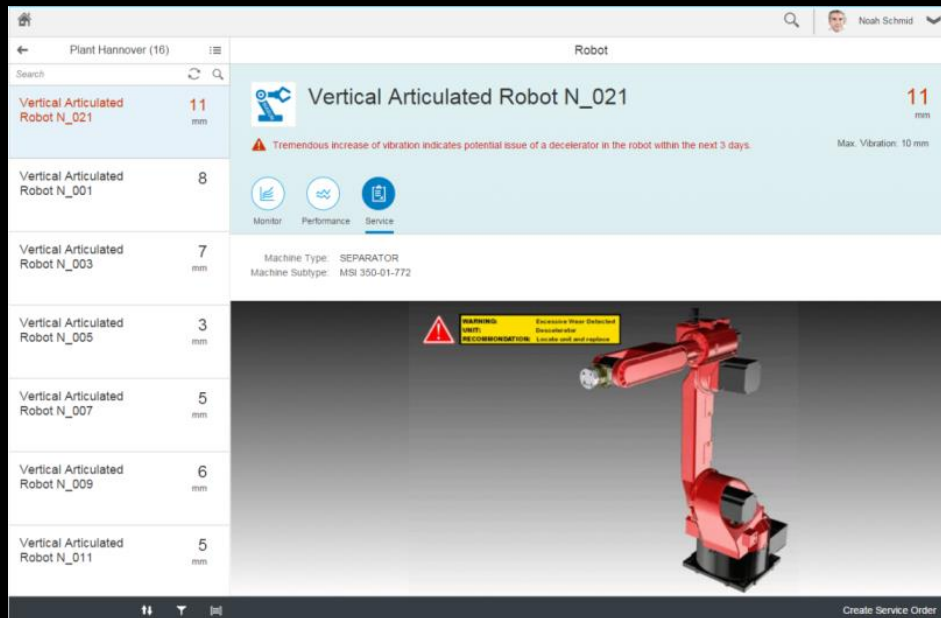 Noah Schmid
Plant Hannover (16)
Robot
Search
Vertical Articulated
Robot N_021
11
mm
Vertical Articulated
Robot N_001
8
Vertical Articulated
Robot N_003
7
mm
Vertical Articulated
Robot N_005
3
mm
Vertical Articulated
Robot N_007
5
mm
Vertical Articulated
Robot N_009
6
mm
Vertical Articulated
Robot N_011
5
mm
Vertical Articulated Robot N_021
11
mm
Tremendous increase of vibration indicates potential issue of a decelerator in the robot within the next 3 days.
Max. Vibration: 10 mm
Monitor
Performance
Service
Machine Type: SEPARATOR
Machine Subtype: MSI 350-01-772
WARNING: Excessive Wear Detected
UNIT: Descelerator
RECOMMONDATION: Locate unit and replace
Create Service Order